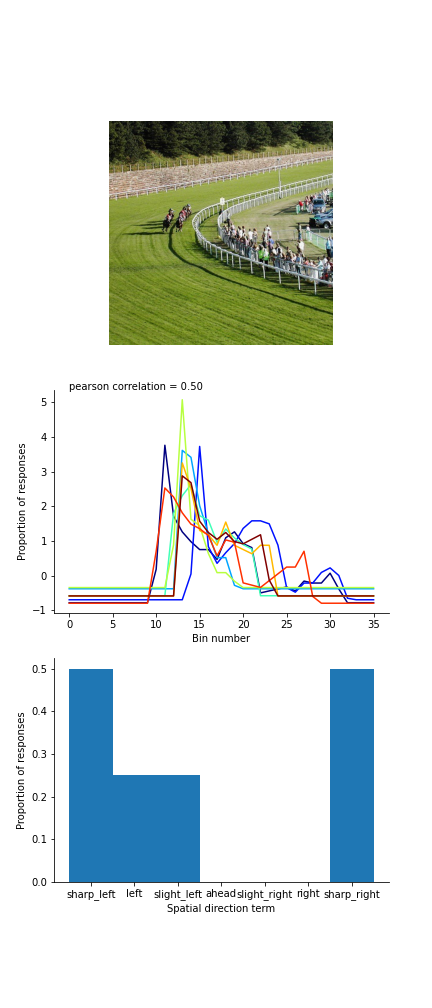 pearson correlation = 0.50
Proportion of responses
5
4
3
2
1
0
−1
0 5 10 15 20 25 30 35
Bin number
Proportion of responses
0.5
0.4
0.3
0.2
0.1
0.0
sharp_left left slight_left ahead slight_right right sharp_right
Spatial direction term